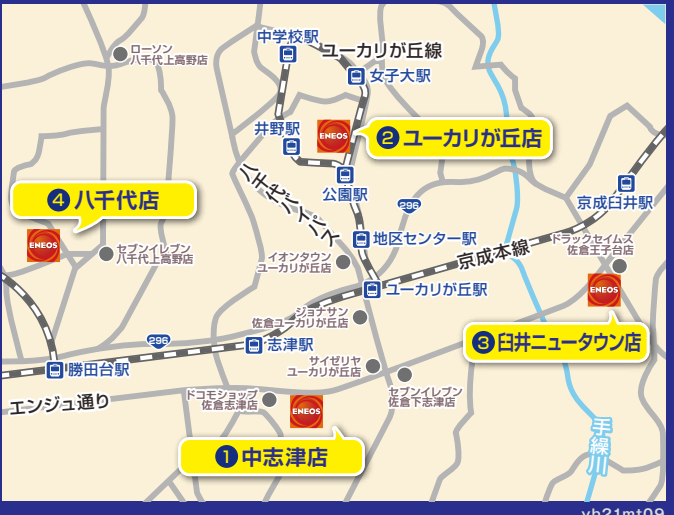 中学校駅
ユーカリが丘線
ローソン
八千代上高野店
女子大駅
井野駅
ENEOS
❷ユーカリが丘店
八千代バイパス
公園駅
296
京成臼井駅
❹八千代店
ENEOS
セブンイレブン
八千代上高野店
地区センター駅
京成本線
ドラックセイムス
佐倉王子台店
イオンタウン
ユーカリが丘店
ENEOS
ユーカリが丘駅
ジョナサン
佐倉ユーカリが丘店
❸臼井ニュータウン店
296
志津駅
サイゼリヤ
ユーカリが丘店
勝田台駅
エンジュ通り
ドコモショップ
佐倉志津店
ENEOS
セブンイレブン
佐倉下志津店
手繰川
❶中志津店
yh21mt09